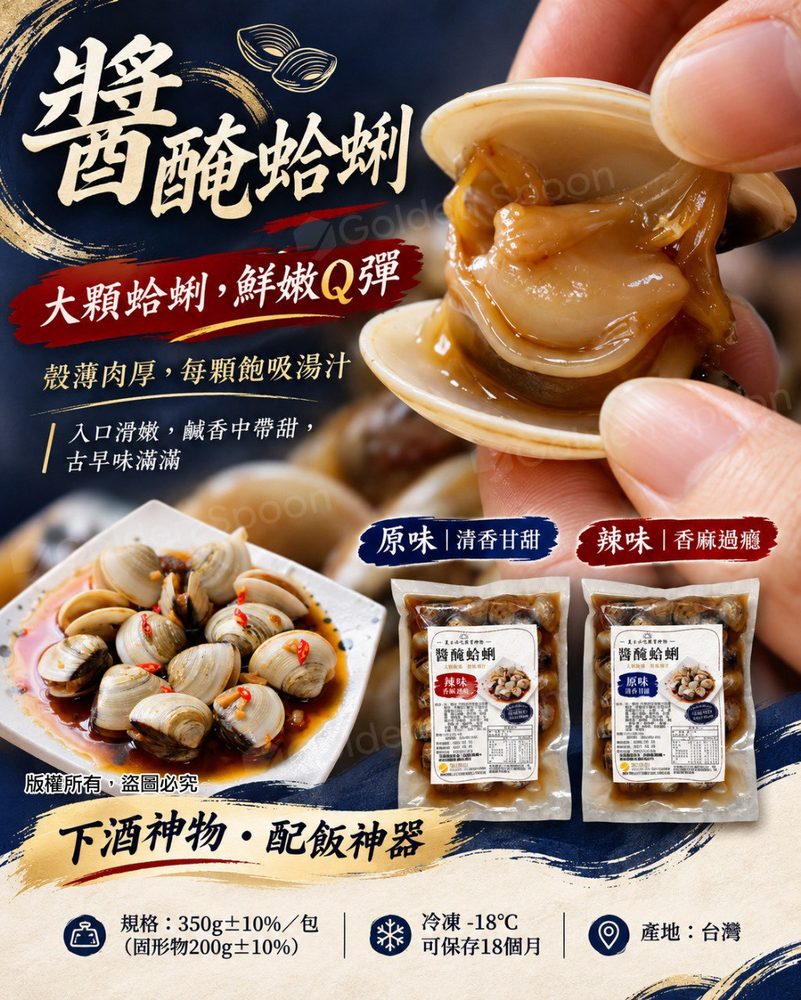 醬醃蛤蜊
大顆蛤蜊，鮮嫩Q彈
殼薄肉厚，每顆飽吸湯汁
入口滑嫩，鹹香中帶甜，
古早味滿滿
Golden Spoon
Golden Spoon
原味｜清香甘甜
辣味｜香麻過癮
醬醃蛤蜊
辣味
醬醃蛤蜊
原味
版權所有，盜圖必究
下酒神物・配飯神器
規格：350g±10%／包
（固形物200g±10%）
冷凍 -18°C
可保存18個月
產地：台灣